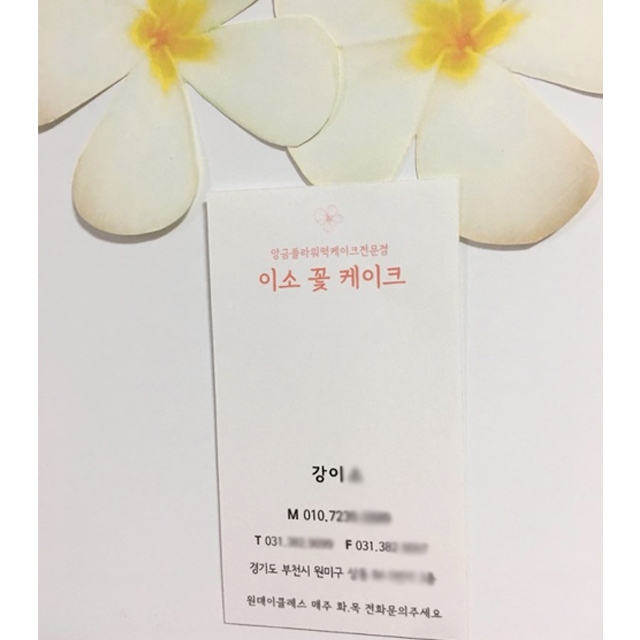 앙금플라워떡케이크전문점
이소 꽃 케이크
강이
M 010.72
T 031. F 031.38
경기도 부천시 원미구
원데이클레스 매주 화.목 전화문의주세요